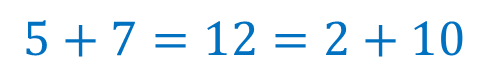 5 + 7 = 12 = 2 + 10